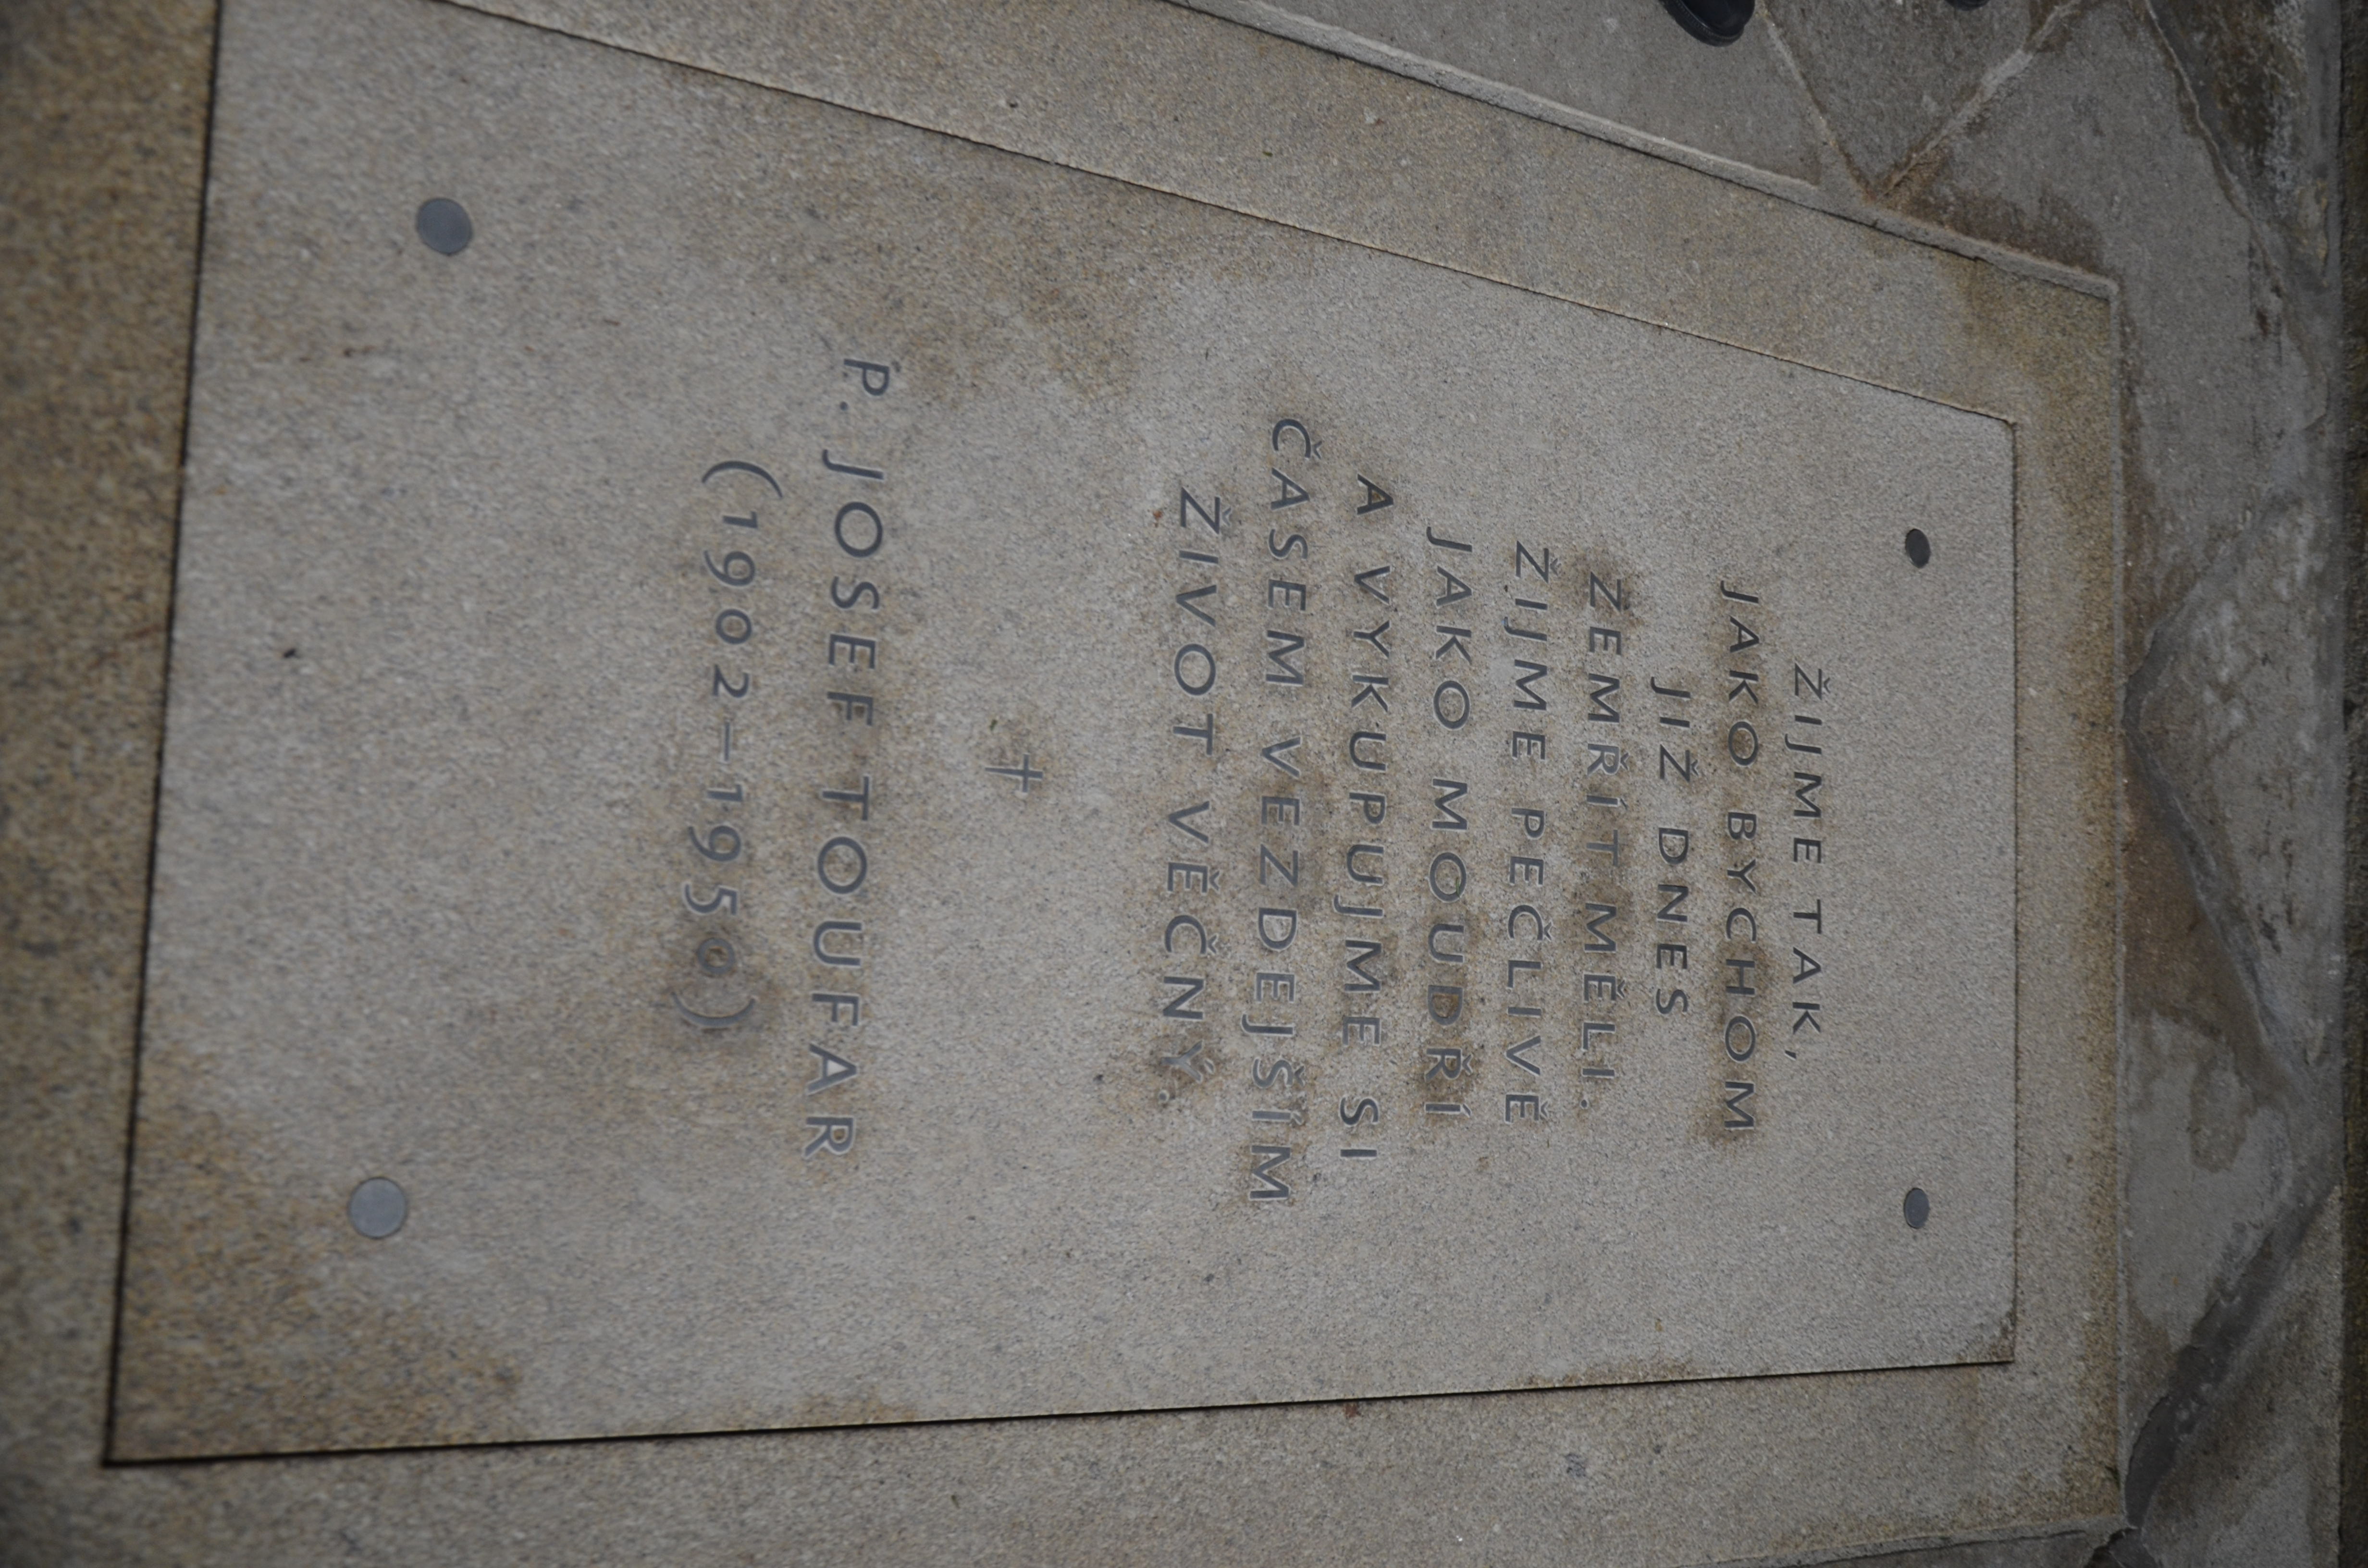 ŽIJME TAK,
JAKO BYCHOM
JIŽ DNES
ZEMŘÍT MĚLI.
ŽIJME PEČLIVĚ
JAKO MOUDŘÍ
A VYKUPUJME SI
ČASEM VEZDEJŠÍM
ŽIVOT VĚČNÝ.
P. JOSEF TOUFAR
(1902–1950)